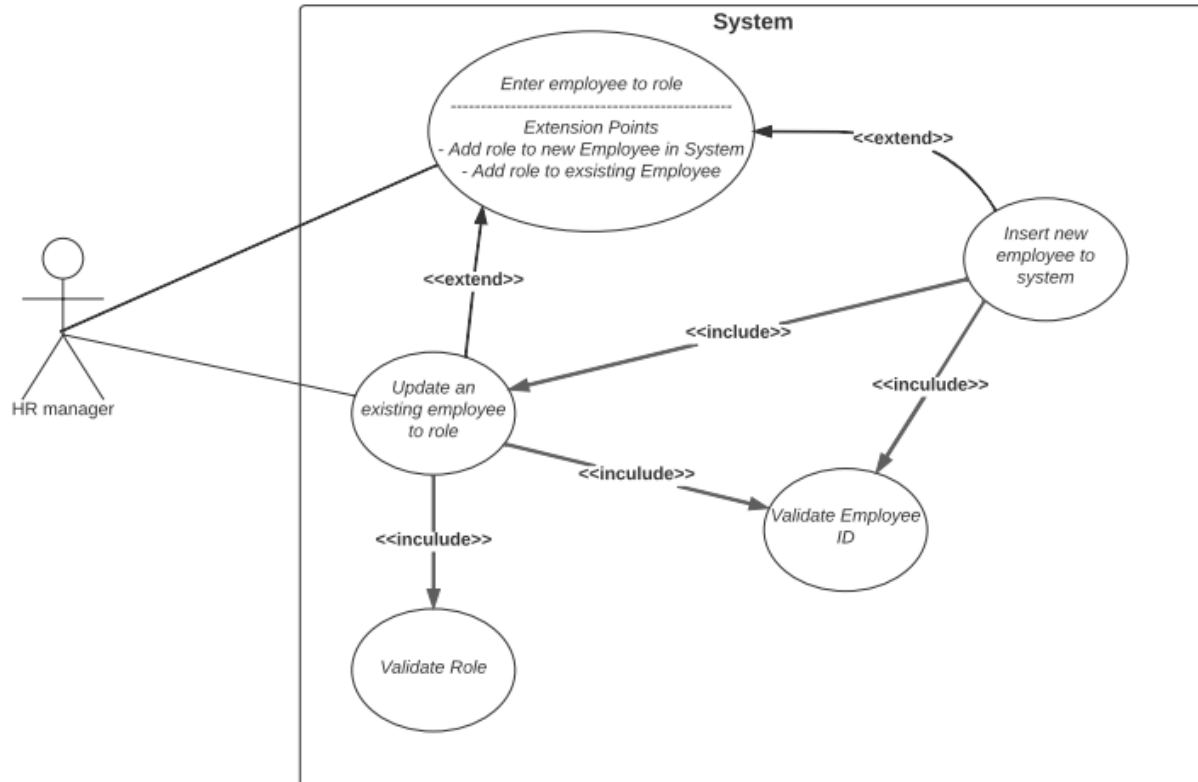 System
Enter employee to role
------------------------------------------------
Extension Points
- Add role to new Employee in System
- Add role to exsisting Employee
<<extend>>
Insert new
employee to
system
<<extend>>
<<include>>
HR manager
Update an
existing employee
to role
<<inculude>>
<<inculude>>
Validate Employee
ID
<<inculude>>
Validate Role